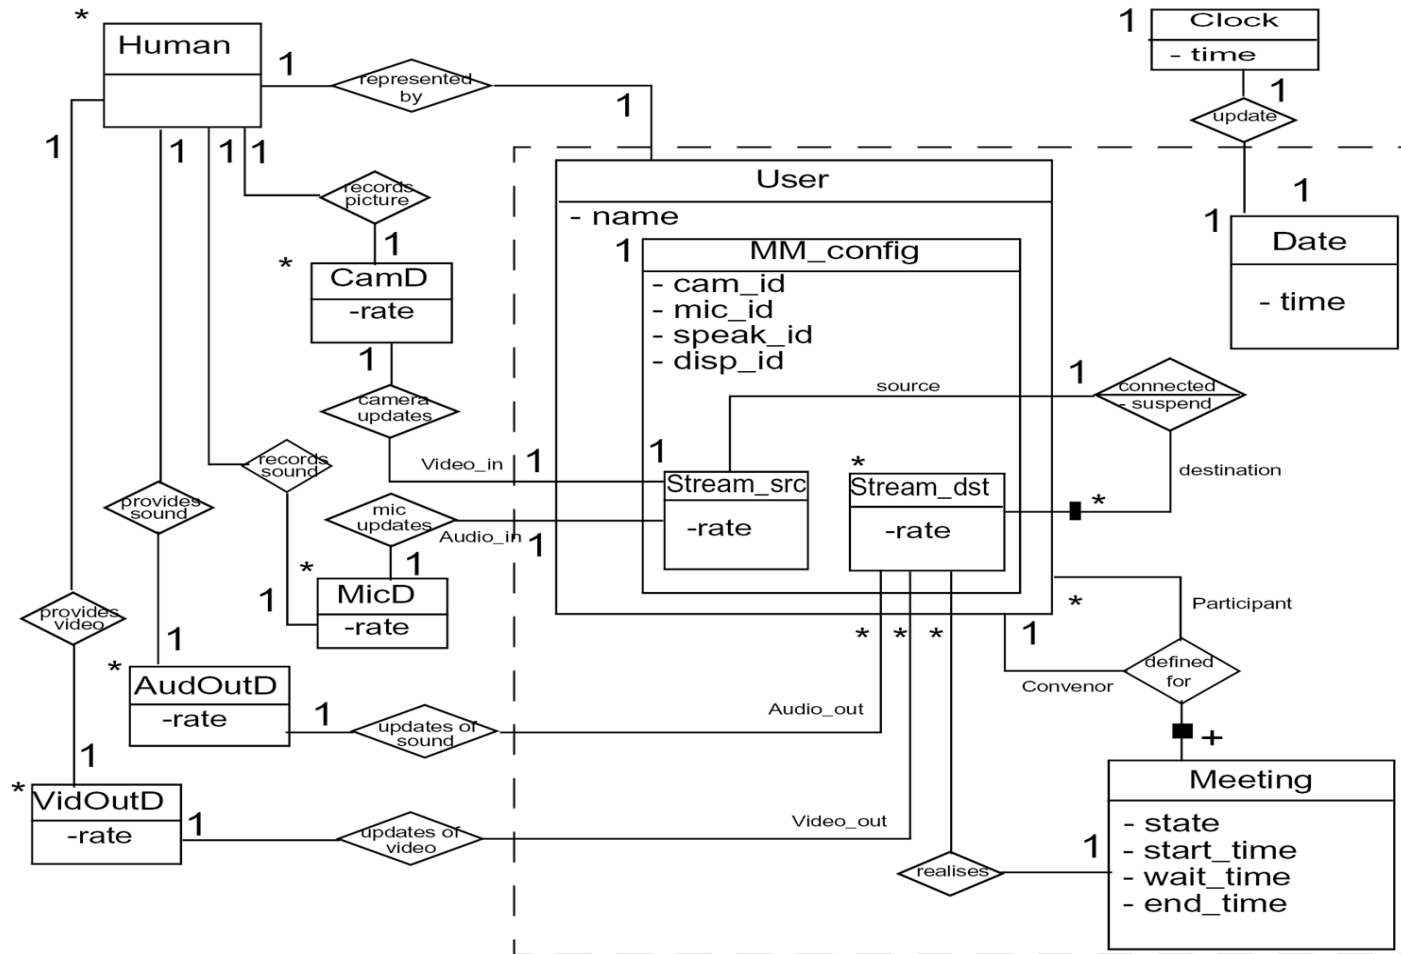 *
Human
1
represented
by
1
1
Clock
- time
1
update
1
1
Date
- time
1
1
1
1
records
picture
1
*
CamD
-rate
1
camera
updates
Video_in
1
User
- name
1
MM_config
- cam_id
- mic_id
- speak_id
- disp_id
source
1
connected
- suspend
destination
*
1
Stream_src
-rate
*
Stream_dst
-rate
records
sound
mic
updates
Audio_in
1
provides
sound
*
1
MicD
-rate
1
provides
video
1
*
AudOutD
-rate
1
updates of
sound
Audio_out
*
*
*
1
*
Participant
defined
for
Convenor
+
1
*
VidOutD
-rate
1
updates of
video
Video_out
realises
1
Meeting
- state
- start_time
- wait_time
- end_time